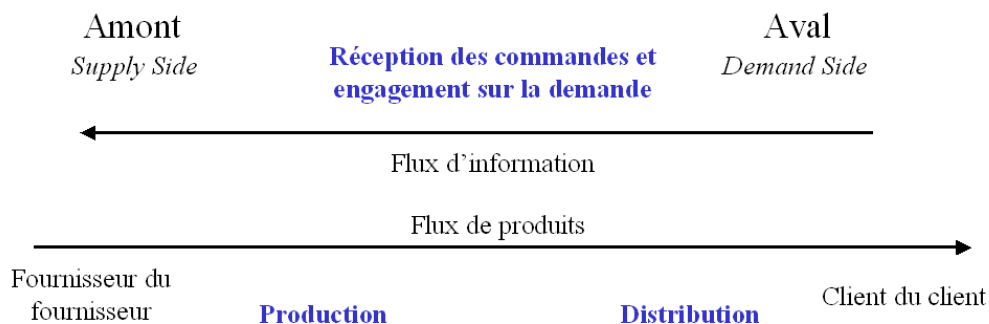 Amont
Supply Side
Réception des commandes et
engagement sur la demande
Aval
Demand Side
Flux d’information
Flux de produits
Fournisseur du
fournisseur
Production
Distribution
Client du client